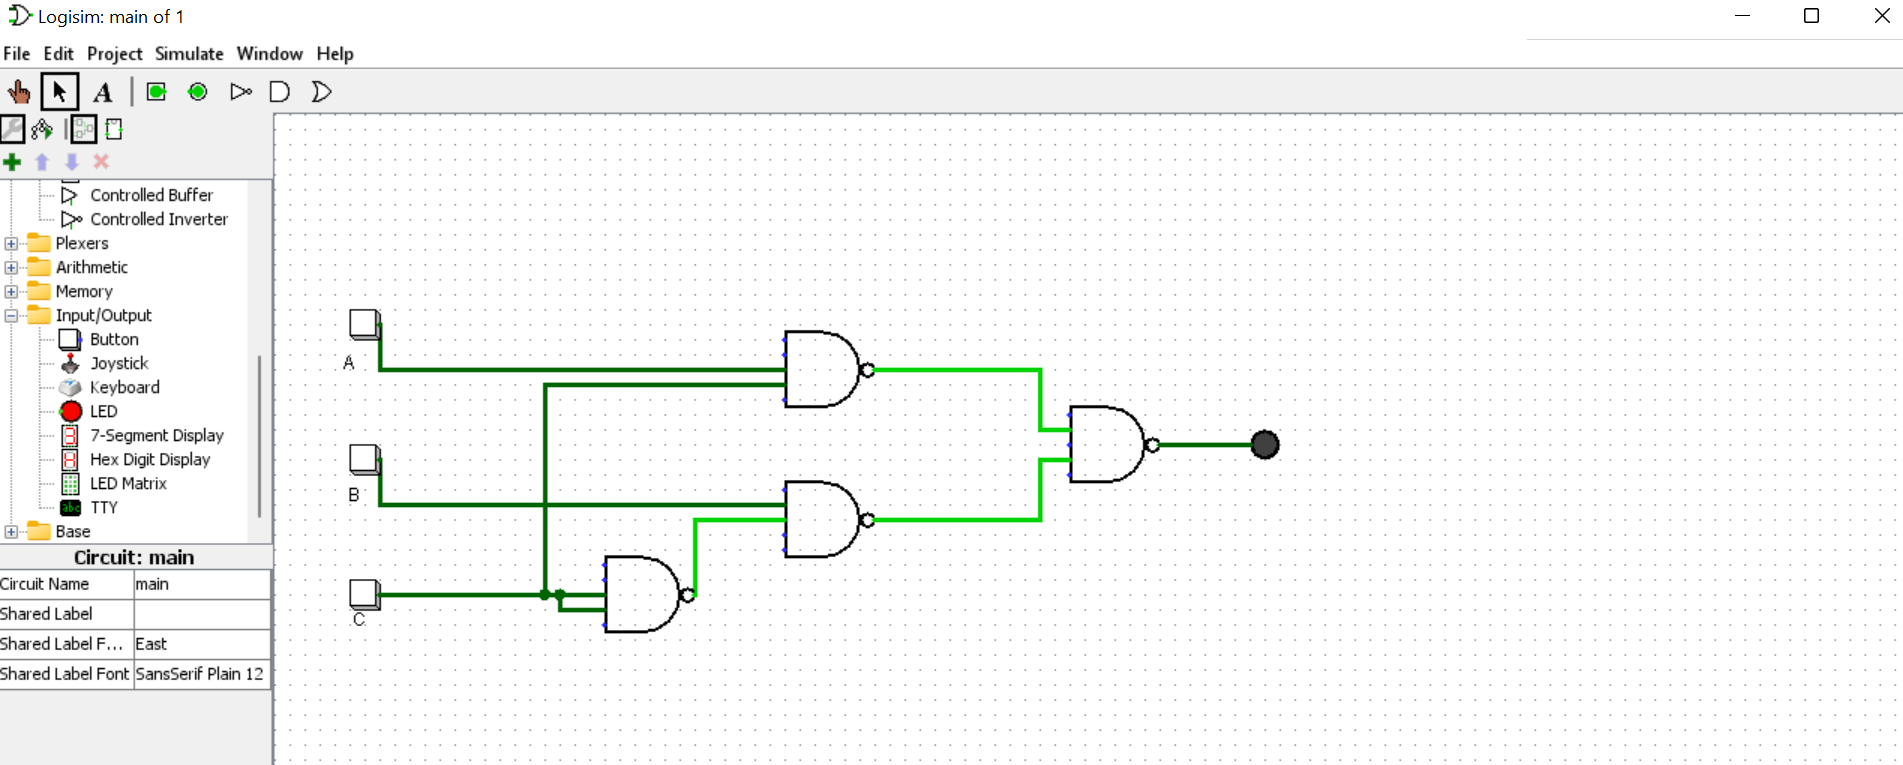 Logisim: main of 1
File Edit Project Simulate Window Help
A
Controlled Buffer
Controlled Inverter
Plexers
Arithmetic
Memory
Input/Output
Button
Joystick
Keyboard
LED
7-Segment Display
Hex Digit Display
LED Matrix
abc TTY
Base
Circuit: main
Circuit Name main
Shared Label
Shared Label F... East
Shared Label Font SansSerif Plain 12
A
B
C